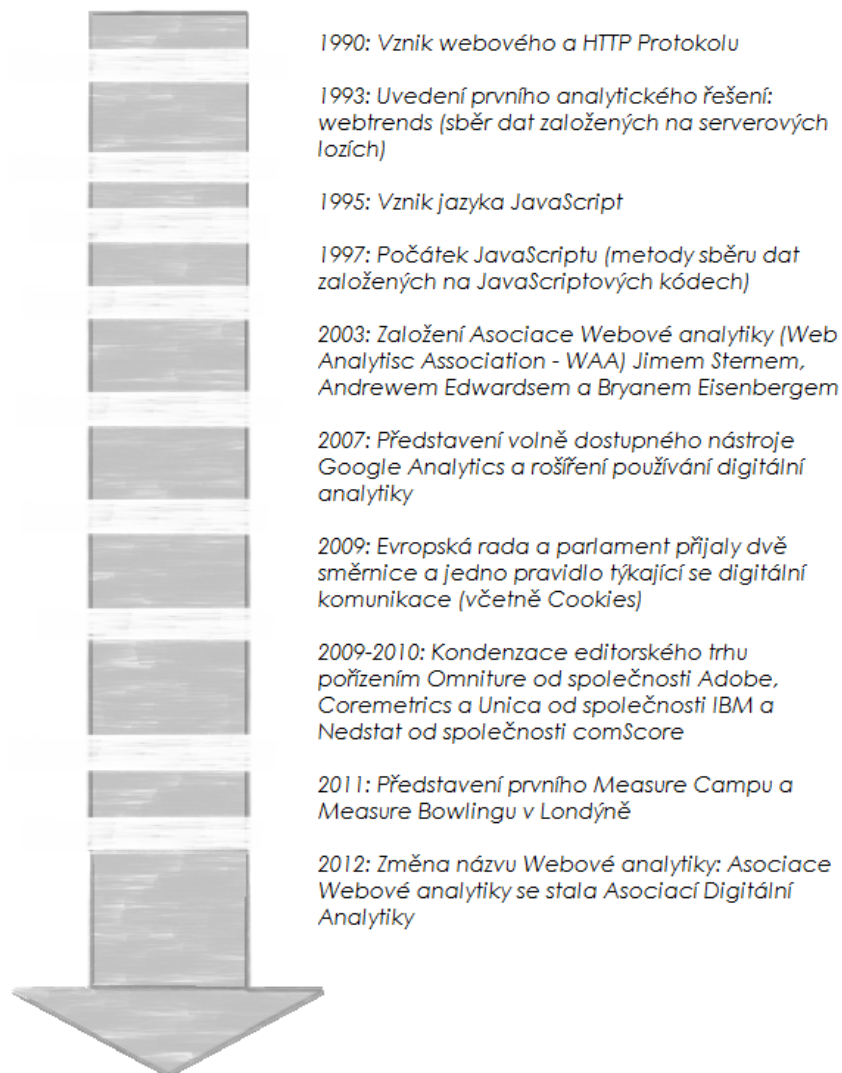 1990: Vznik webového a HTTP Protokolu
1993: Uvedení prvního analytického řešení:
webtrends (sběr dat založených na serverových
lozích)
1995: Vznik jazyka JavaScript
1997: Počátek JavaScriptu (metody sběru dat
založených na JavaScriptových kódech)
2003: Založení Asociace Webové analytiky (Web
Analytisc Association - WAA) Jimem Sternem,
Andrewem Edwardsem a Bryanem Eisenbergem
2007: Představení volně dostupného nástroje
Google Analytics a rošíření používání digitální
analytiky
2009: Evropská rada a parlament přijaly dvě
směrnice a jedno pravidlo týkající se digitální
komunikace (včetně Cookies)
2009-2010: Kondenzace editorského trhu
pořízením Omniture od společnosti Adobe,
Coremetrics a Unica od společnosti IBM a
Nedstat od společnosti comScore
2011: Představení prvního Measure Campu a
Measure Bowlingu v Londýně
2012: Změna názvu Webové analytiky: Asociace
Webové analytiky se stala Asociací Digitální
Analytiky